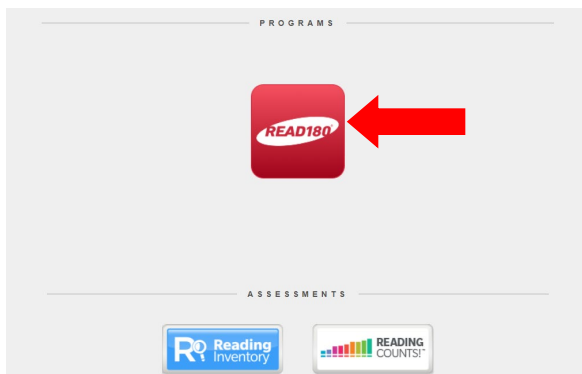 PROGRAMS
READ180
ASSESSMENTS
Reading
Inventory
READING
COUNTS!